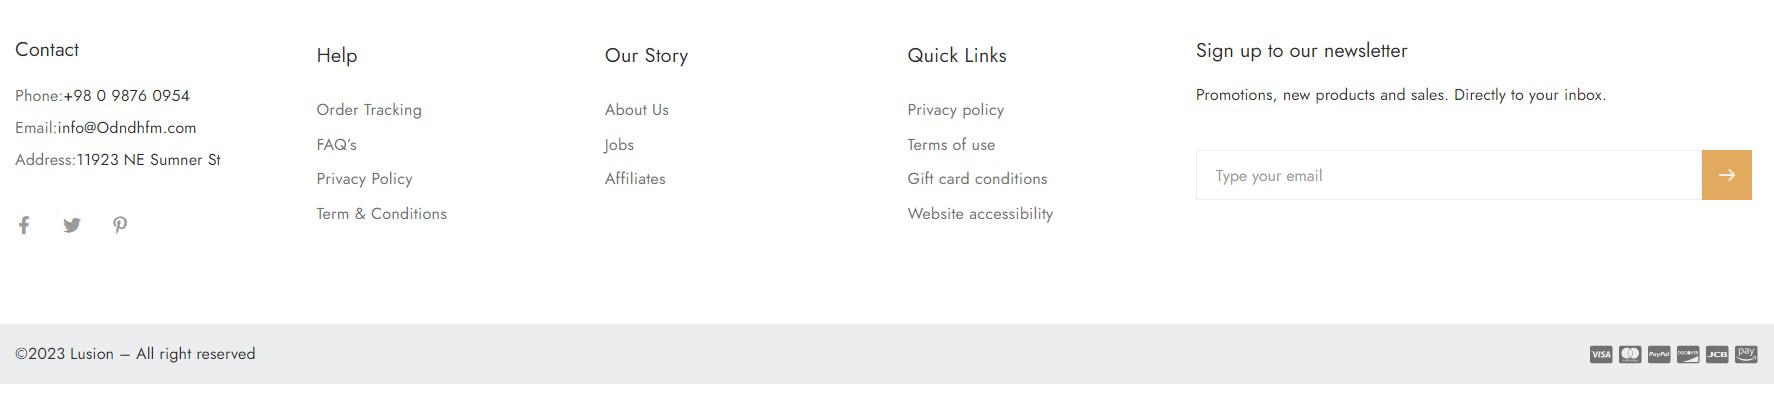 Contact
Phone:+98 0 9876 0954
Email:info@Odndhfm.com
Address:11923 NE Sumner St
Help
Order Tracking
FAQ's
Privacy Policy
Term & Conditions
Our Story
About Us
Jobs
Affiliates
Quick Links
Privacy policy
Terms of use
Gift card conditions
Website accessibility
Sign up to our newsletter
Promotions, new products and sales. Directly to your inbox.
Type your email
©2023 Lusion – All right reserved
VISA
PayPal
DISCOVER
JCB
pay